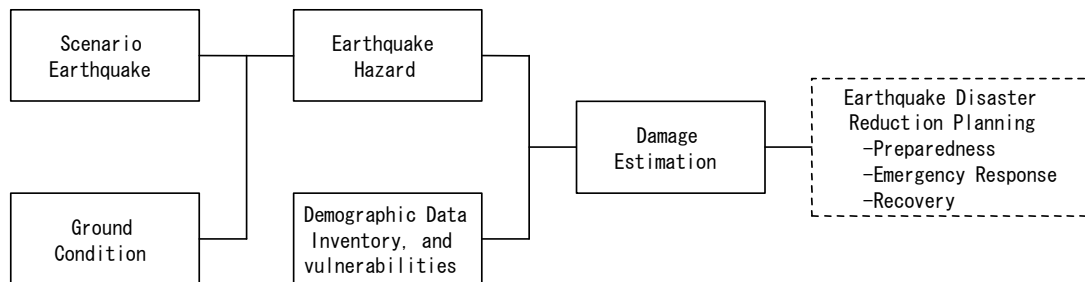 Scenario
Earthquake
Earthquake
Hazard
Ground
Condition
Demographic Data
Inventory, and
vulnerabilities
Damage
Estimation
Earthquake Disaster
Reduction Planning
-Preparedness
-Emergency Response
-Recovery